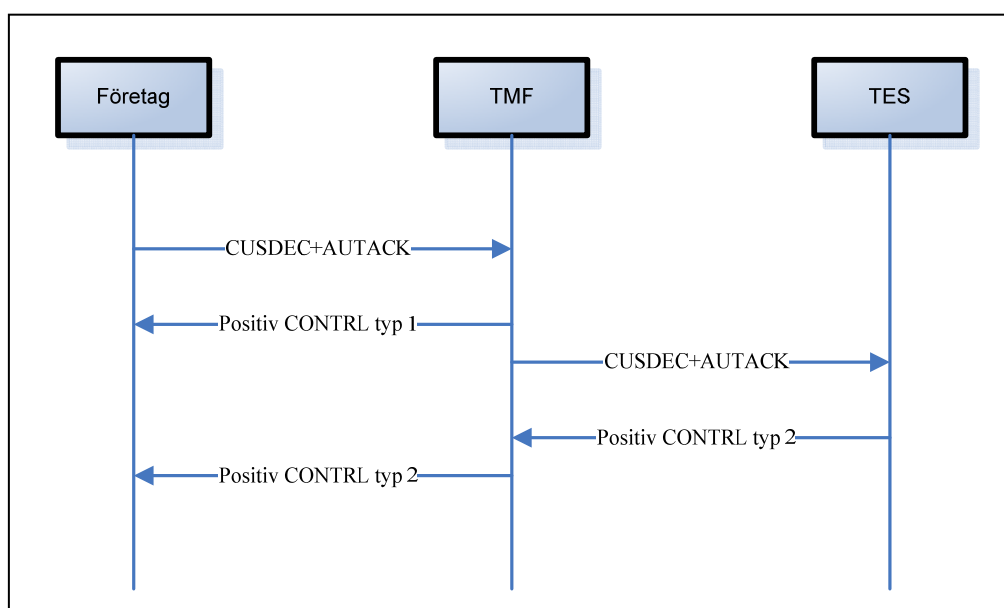 Företag
TMF
TES
CUSDEC+AUTACK
Positiv CONTRL typ 1
CUSDEC+AUTACK
Positiv CONTRL typ 2
Positiv CONTRL typ 2